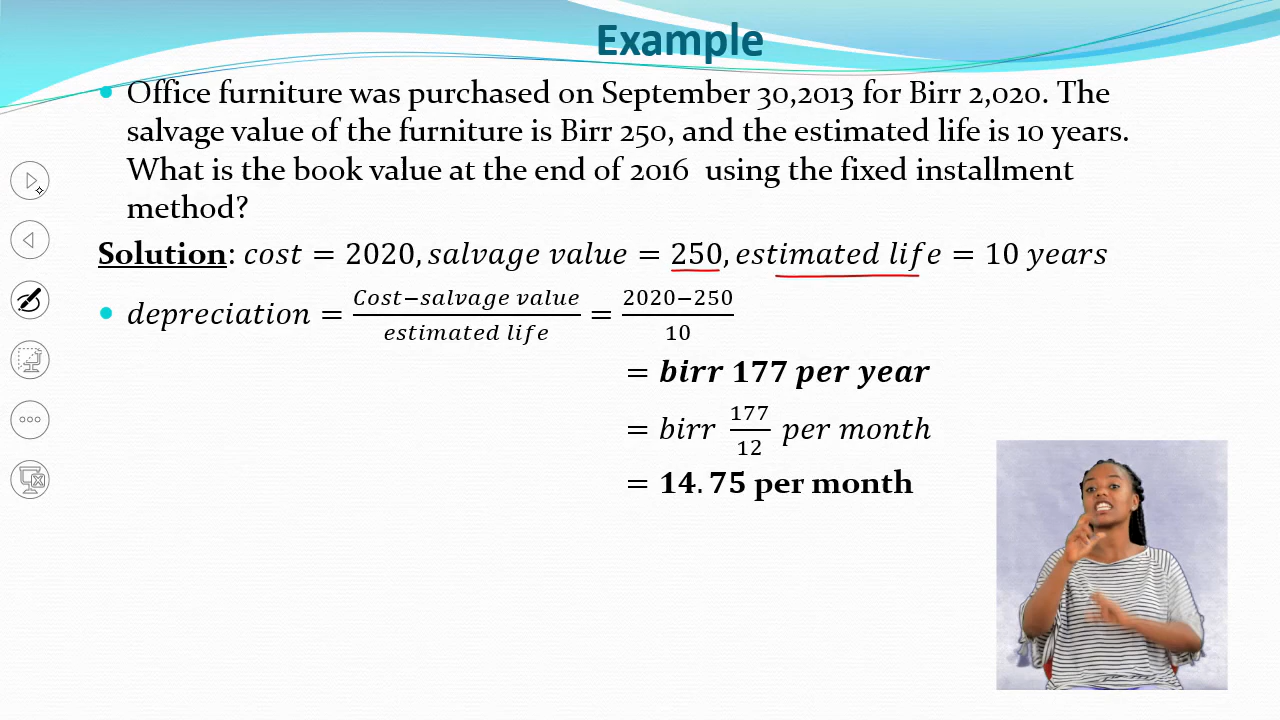 Example
• Office furniture was purchased on September 30,2013 for Birr 2,020. The
salvage value of the furniture is Birr 250, and the estimated life is 10 years.
What is the book value at the end of 2016 using the fixed installment
method?
Solution: cost = 2020, salvage value = 250, estimated life = 10 years
• depreciation = \frac{Cost−salvage value}{estimated life} = \frac{2020−250}{10}
= birr 177 per year
= birr \frac{177}{12} per month
= 14.75 per month